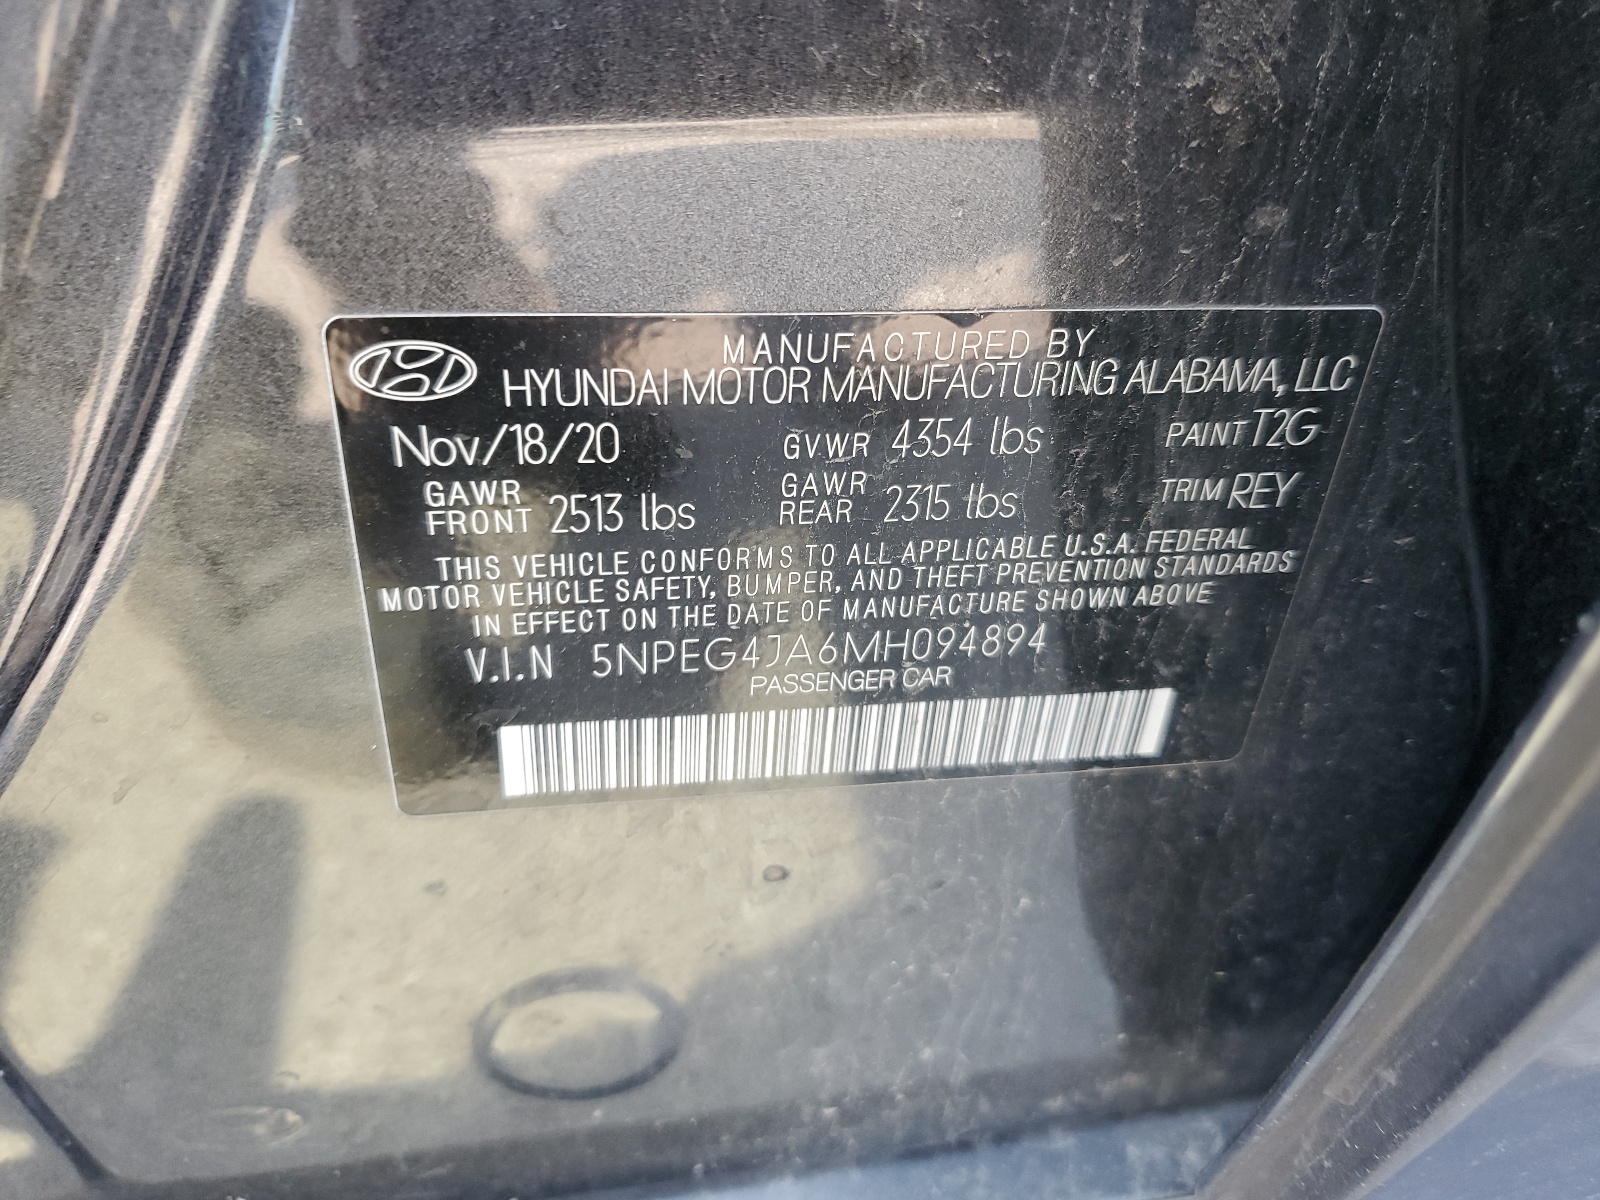 MANUFACTURED BY
HYUNDAI MOTOR MANUFACTURING ALABAMA, LLC
Nov/18/20 GVWR 4354 lbs PAINT T2G
GAWR FRONT 2513 lbs GAWR REAR 2315 lbs TRIM REY
THIS VEHICLE CONFORMS TO ALL APPLICABLE U.S.A. FEDERAL
MOTOR VEHICLE SAFETY, BUMPER, AND THEFT PREVENTION STANDARDS
IN EFFECT ON THE DATE OF MANUFACTURE SHOWN ABOVE
V.I.N 5NPEG4JA6MH094894
PASSENGER CAR